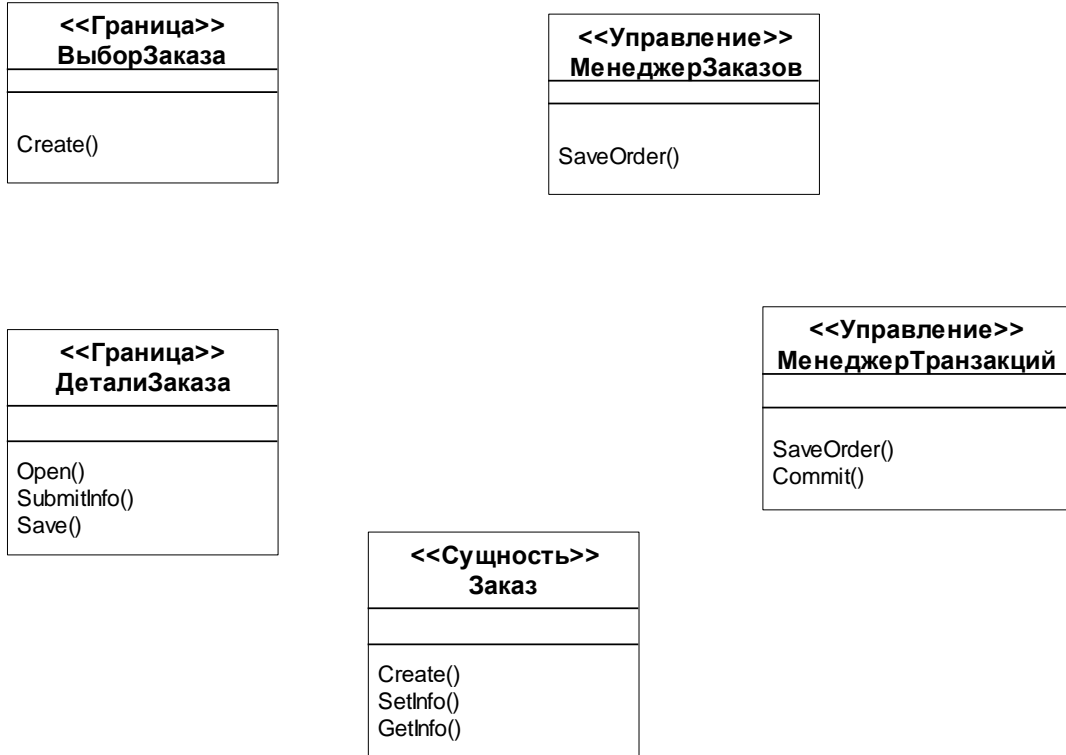 <<Граница>>
ВыборЗаказа
Create()
<<Управление>>
МенеджерЗаказов
SaveOrder()
<<Граница>>
ДеталиЗаказа
Open()
SubmitInfo()
Save()
<<Управление>>
МенеджерТранзакций
SaveOrder()
Commit()
<<Сущность>>
Заказ
Create()
SetInfo()
GetInfo()